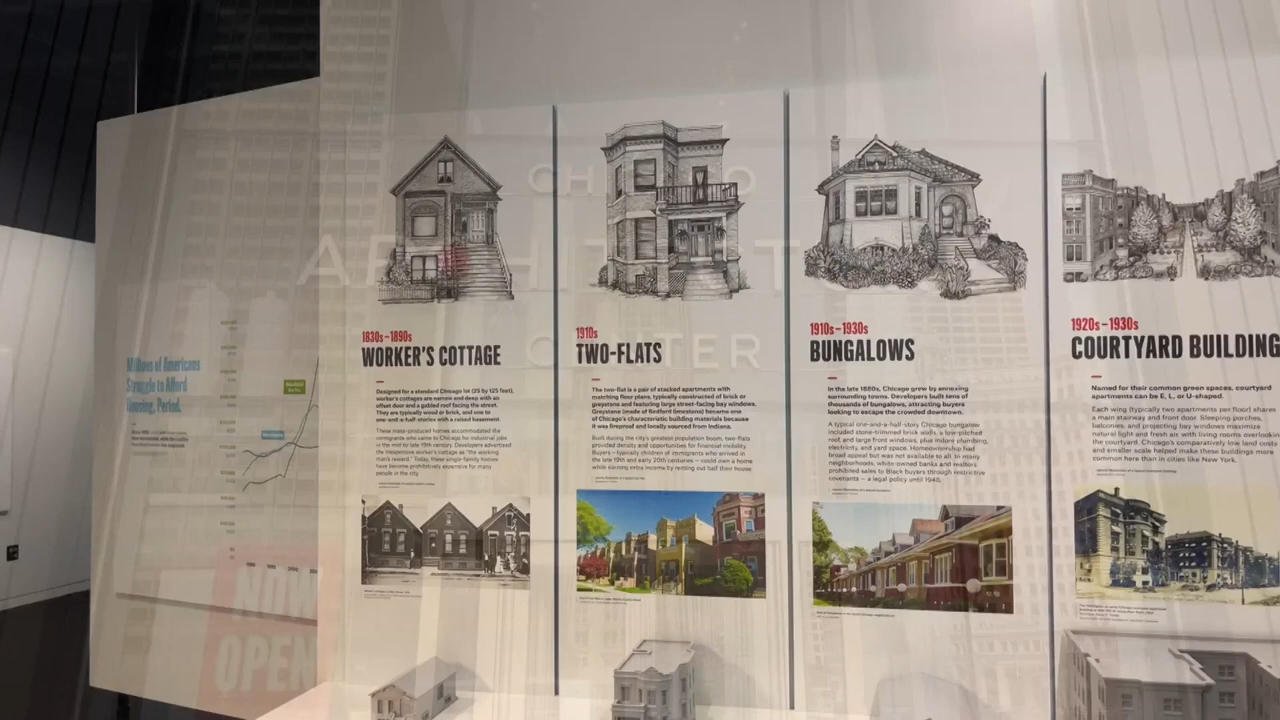 CHICAGO
ARCHITECT
CENTER
Millions of Americans
Struggle to Afford
Housing, Period.
NOW
OPEN
1830s–1890s
WORKER'S COTTAGE
Designed for a standard Chicago lot (25 by 125 feet),
worker's cottages are narrow and deep with an
offset door and a gabled roof facing the street.
They are typically wood or brick, and one to
one-and-a-half-stories with a raised basement.
These mass-produced homes accommodated the
immigrants who came to Chicago for industrial jobs
in the mid to late 19th century. Developers advertised
the inexpensive worker's cottage as "the working
man's reward." Today, these single-family houses
have become prohibitively expensive for many
people in the city.
1910s
TWO-FLATS
The two-flat is a pair of stacked apartments with
matching floor plans, typically constructed of brick or
greystone and featuring large street-facing bay windows.
Greystone (made of Bedford limestone) became one
of Chicago's characteristic building materials because
it was fireproof and locally sourced from Indiana.
Built during the city's greatest population boom, two-flats
provided density and opportunities for financial mobility.
Buyers – typically children of immigrants who arrived in
the late 19th and early 20th centuries – could own a home
while earning extra income by renting out half their house
1910s–1930s
BUNGALOWS
In the late 1880s, Chicago grew by annexing
surrounding towns. Developers built tens of
thousands of bungalows, attracting buyers
looking to escape the crowded downtown.
A typical one-and-a-half-story Chicago bungalow
included stone-trimmed brick walls, a low-pitched
roof, and large front windows, plus indoor plumbing,
electricity, and yard space. Homeownership had
broad appeal but was not available to all. In many
neighborhoods, white-owned banks and realtors
prohibited sales to Black buyers through restrictive
covenants – a legal policy until 1948.
1920s–1930s
COURTYARD BUILDING
Named for their common green spaces, courtyard
apartments can be E, L, or U-shaped.
Each wing (typically two apartments per floor) shares
a main stairway and front door. Sleeping porches,
balconies, and projecting bay windows maximize
natural light and fresh air with living rooms overlooking
the courtyard. Chicago's comparatively low land costs
and smaller scale helped make these buildings more
common here than in cities like New York.